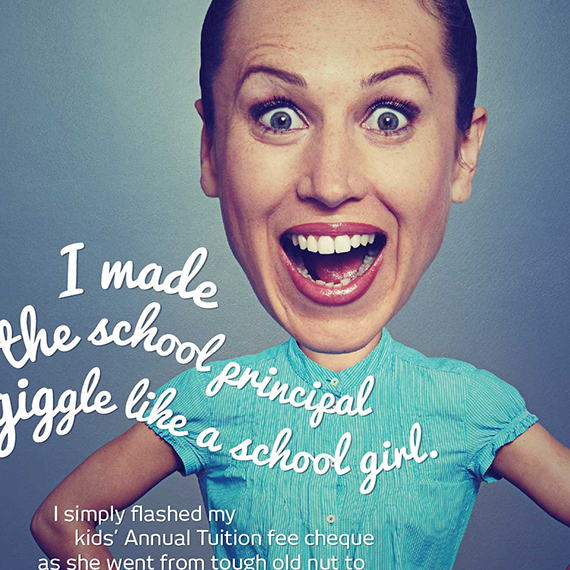 I made
the school principal
giggle like a school girl.
I simply flashed my
kids' Annual Tuition fee cheque
as she went from tough old nut to